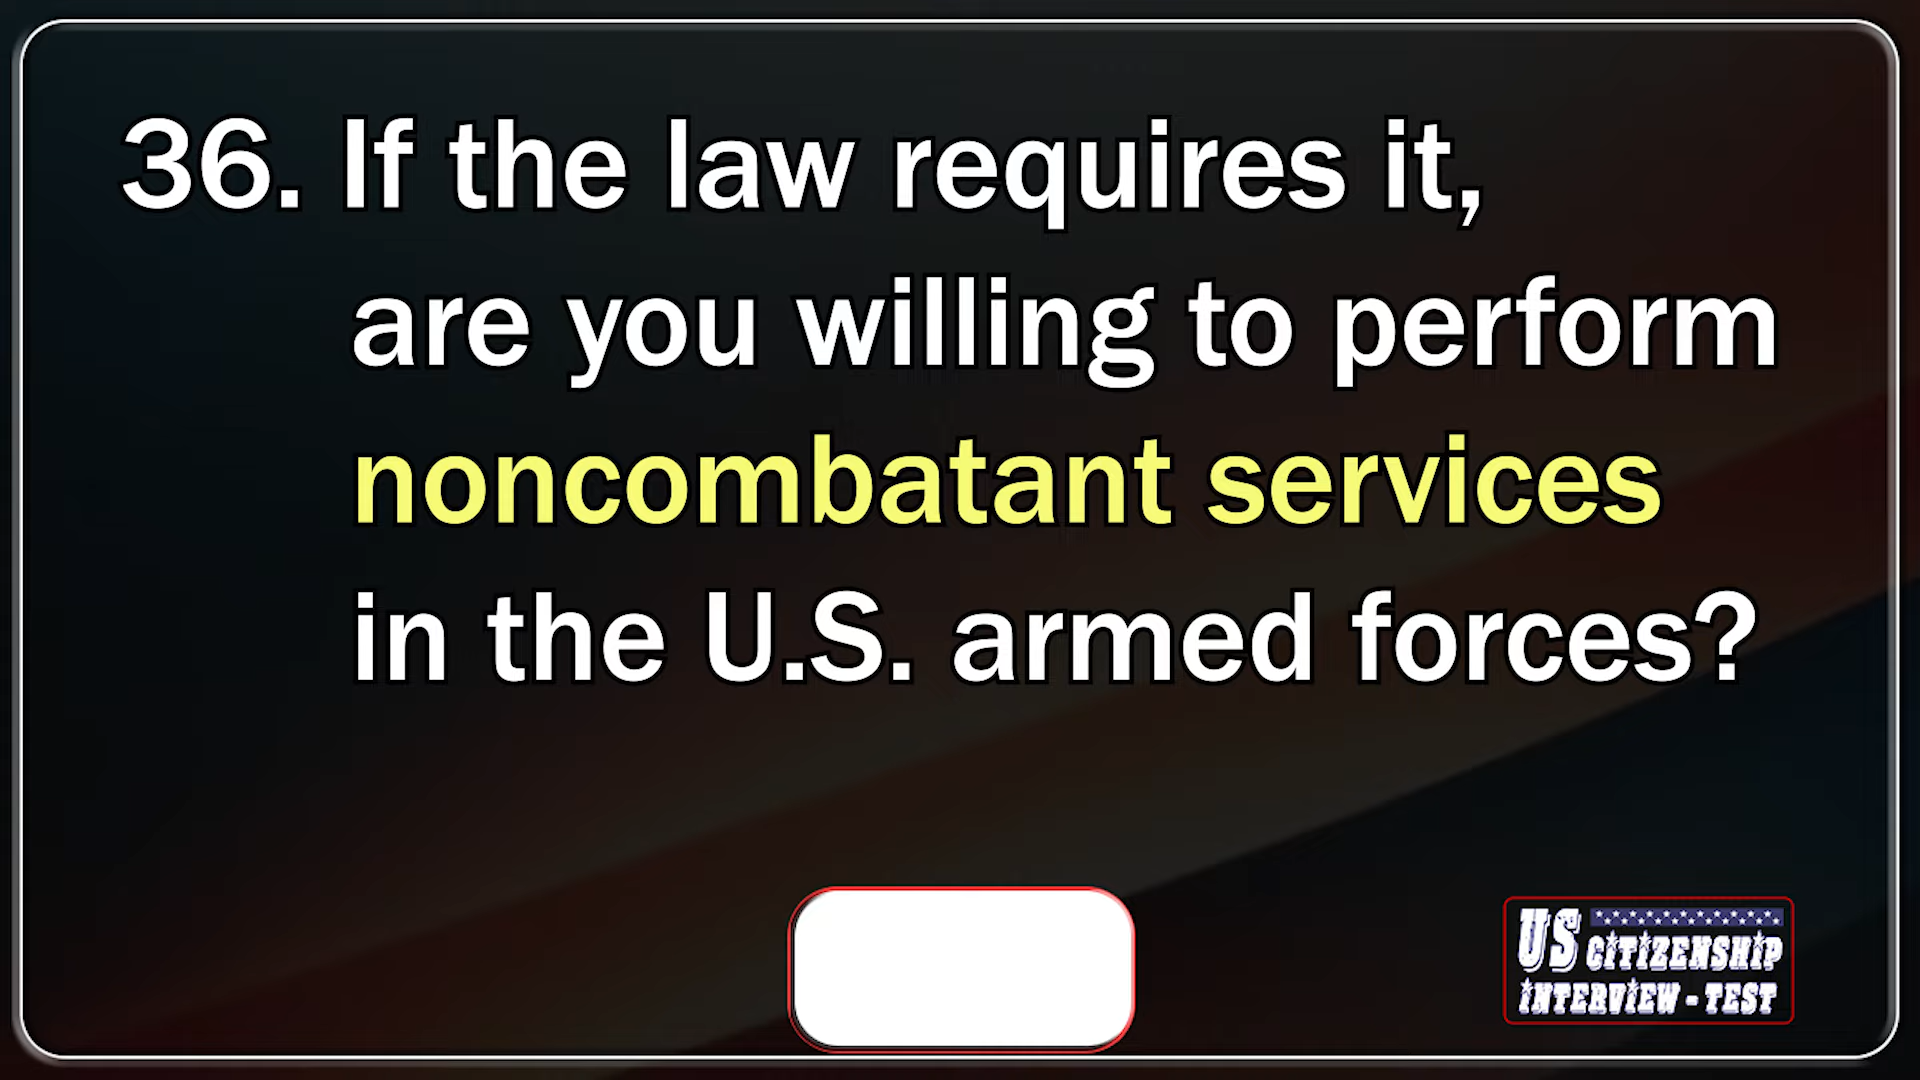 36. If the law requires it,
are you willing to perform
noncombatant services
in the U.S. armed forces?
US CITIZENSHIP
INTERVIEW - TEST